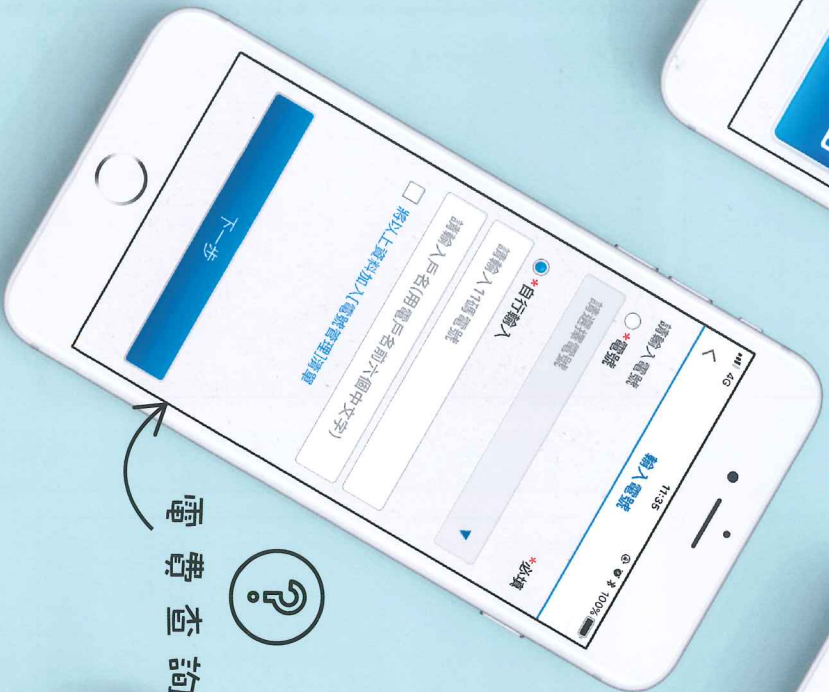 4G 11:35 100%
輸入電號
請輸入電號 *必填
*電號
請選擇電號
*自行輸入
請輸入11碼電號
請輸入戶名(用電戶名前六個中文字)
將以上資料加入[電號管理]清單
下一步
電費查詢